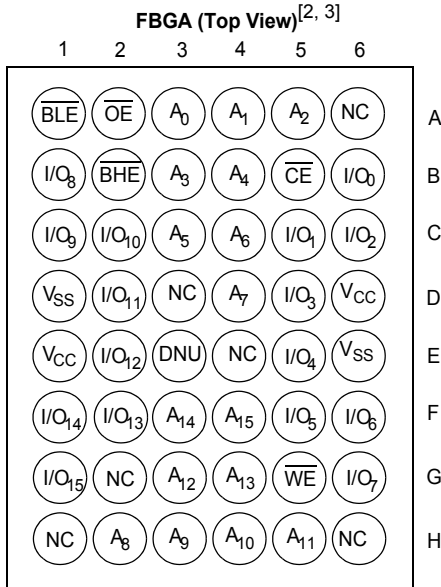 FBGA (Top View)[2, 3]
1 2 3 4 5 6
BLE OE A0 A1 A2 NC A
I/O8 BHE A3 A4 CE I/O0 B
I/O9 I/O10 A5 A6 I/O1 I/O2 C
VSS I/O11 NC A7 I/O3 VCC D
VCC I/O12 DNU NC I/O4 VSS E
I/O14 I/O13 A14 A15 I/O5 I/O6 F
I/O15 NC A12 A13 WE I/O7 G
NC A8 A9 A10 A11 NC H